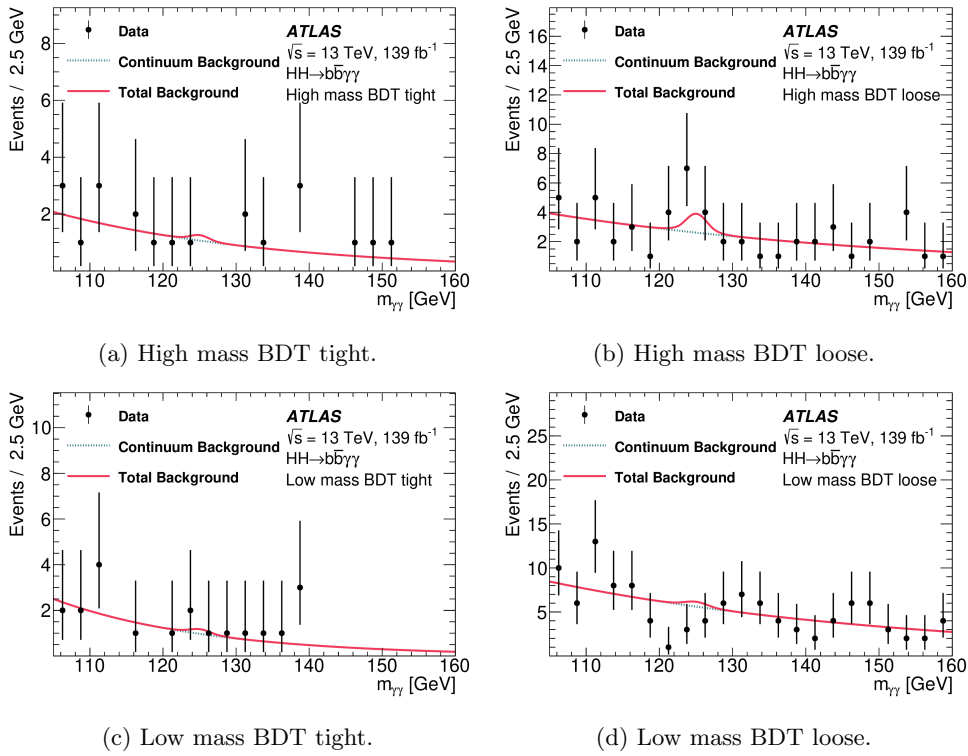 Events / 2.5 GeV
8
6
4
2
Data
Continuum Background
Total Background
ATLAS
√s = 13 TeV, 139 fb⁻¹
HH→bb̅γγ
High mass BDT tight
110 120 130 140 150 160
mγγ [GeV]
(a) High mass BDT tight.
Events / 2.5 GeV
16
14
12
10
8
6
4
2
Data
Continuum Background
Total Background
ATLAS
√s = 13 TeV, 139 fb⁻¹
HH→bb̅γγ
High mass BDT loose
110 120 130 140 150 160
mγγ [GeV]
(b) High mass BDT loose.
Events / 2.5 GeV
10
8
6
4
2
Data
Continuum Background
Total Background
ATLAS
√s = 13 TeV, 139 fb⁻¹
HH→bb̅γγ
Low mass BDT tight
110 120 130 140 150 160
mγγ [GeV]
(c) Low mass BDT tight.
Events / 2.5 GeV
25
20
15
10
5
Data
Continuum Background
Total Background
ATLAS
√s = 13 TeV, 139 fb⁻¹
HH→bb̅γγ
Low mass BDT loose
110 120 130 140 150 160
mγγ [GeV]
(d) Low mass BDT loose.